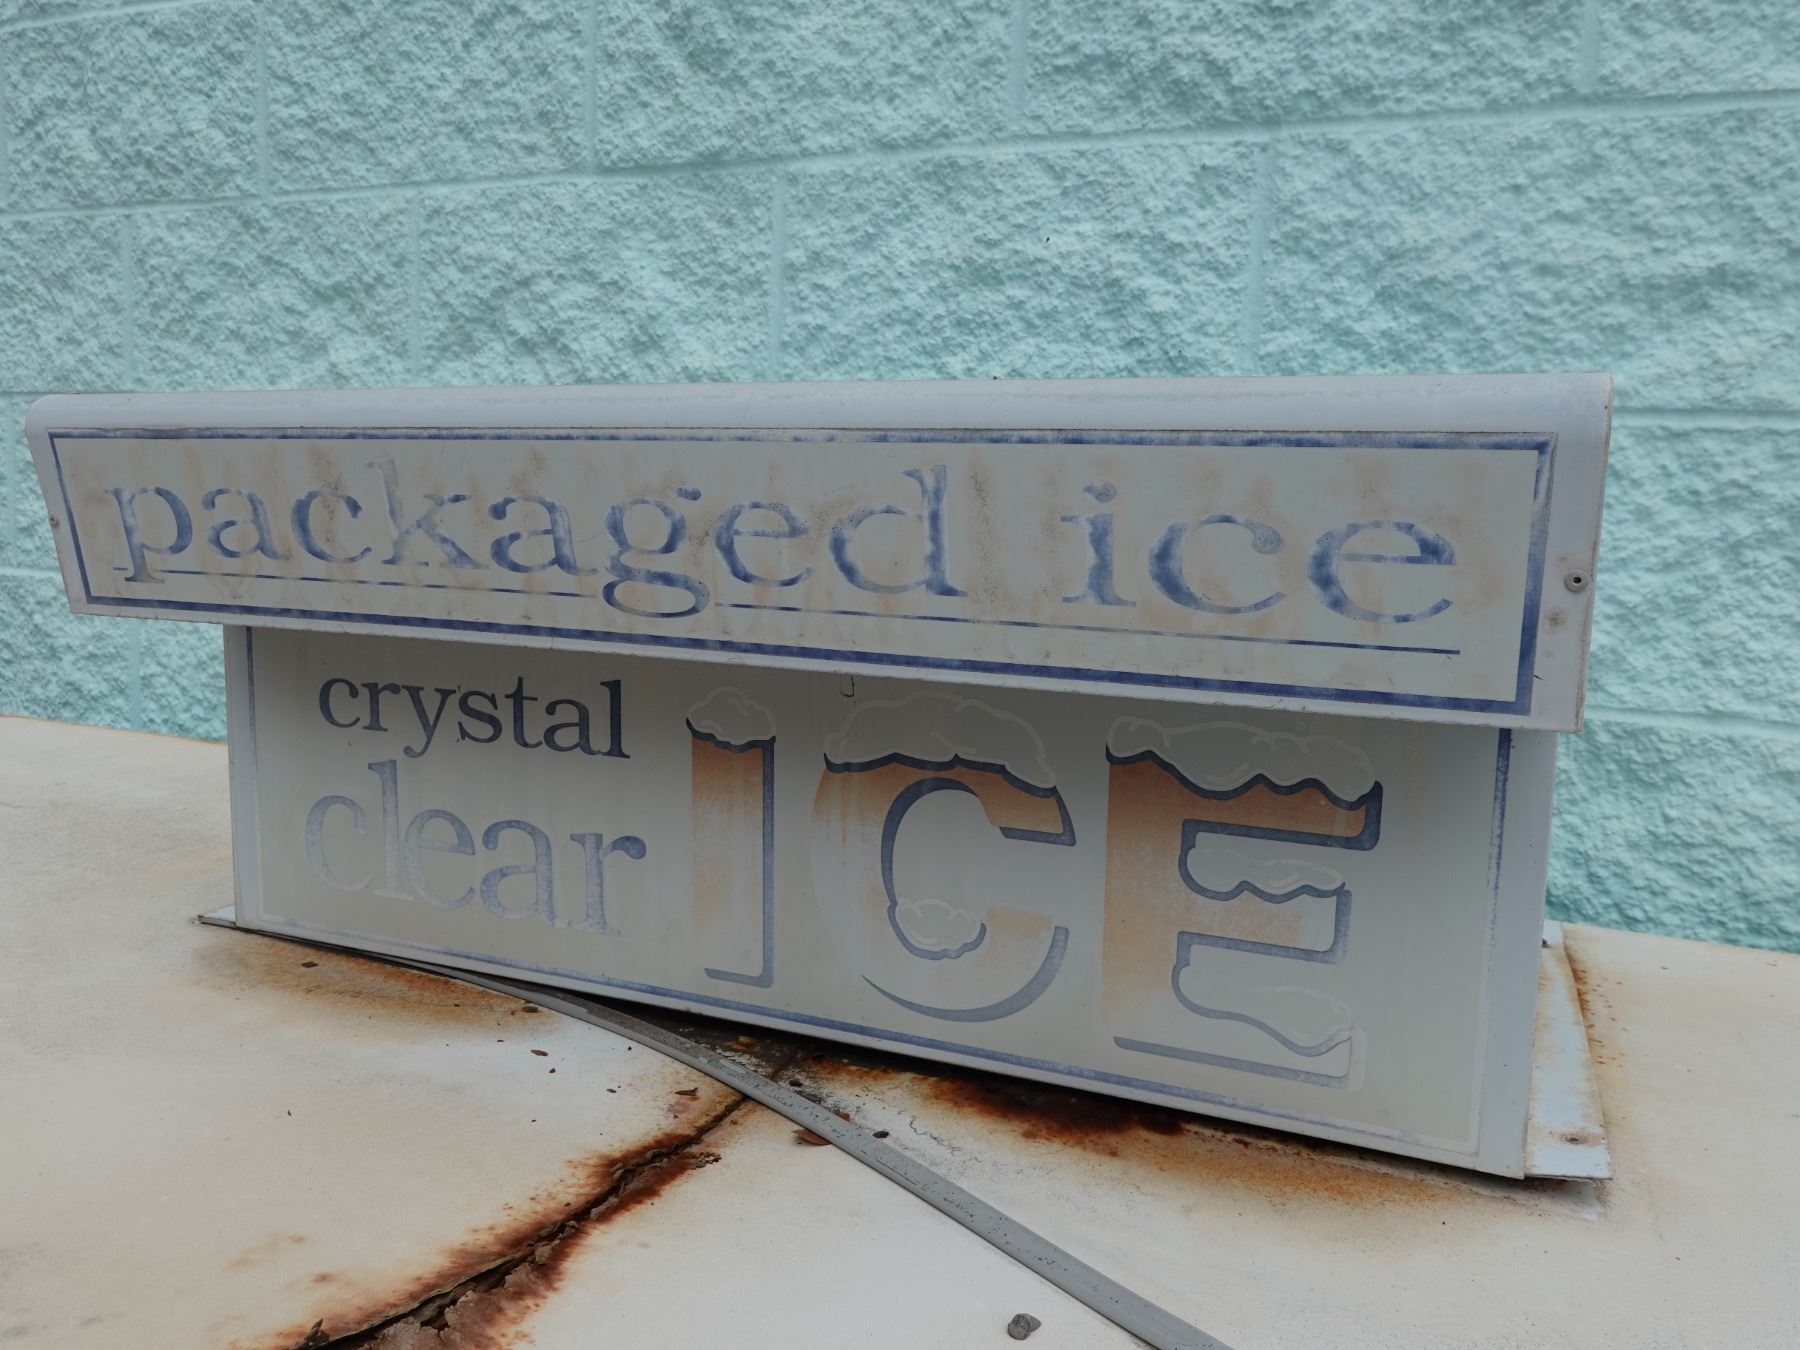 packaged ice
crystal
clear
ICE